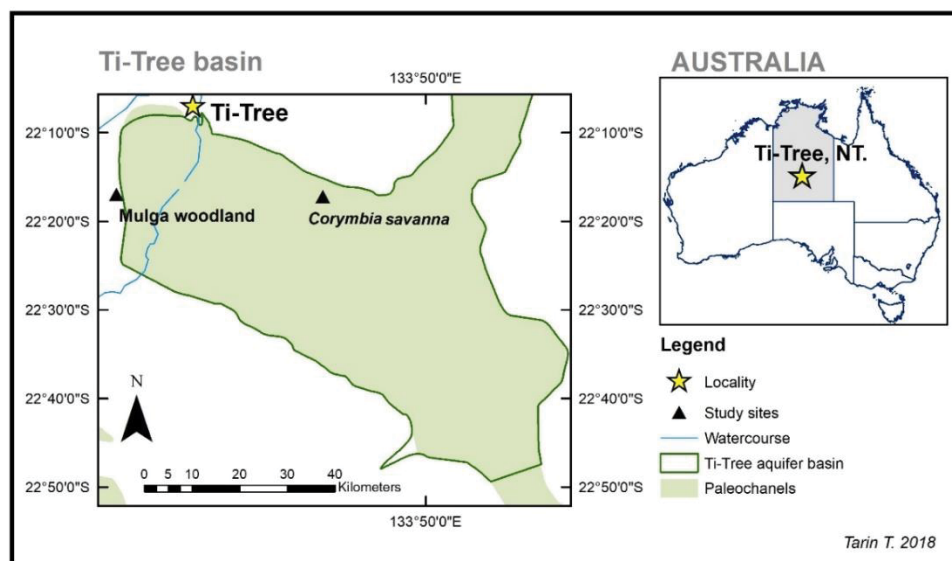 Ti-Tree basin
133°50'0"E
Ti-Tree
22°10'0"S
22°20'0"S
22°30'0"S
22°40'0"S
22°50'0"S
Mulga woodland
Corymbia savanna
N
0 5 10 20 30 40
Kilometers
133°50'0"E
22°10'0"S
22°20'0"S
22°30'0"S
22°40'0"S
22°50'0"S
AUSTRALIA
Ti-Tree, NT.
Legend
Locality
Study sites
Watercourse
Ti-Tree aquifer basin
Paleochanels
Tarin T. 2018